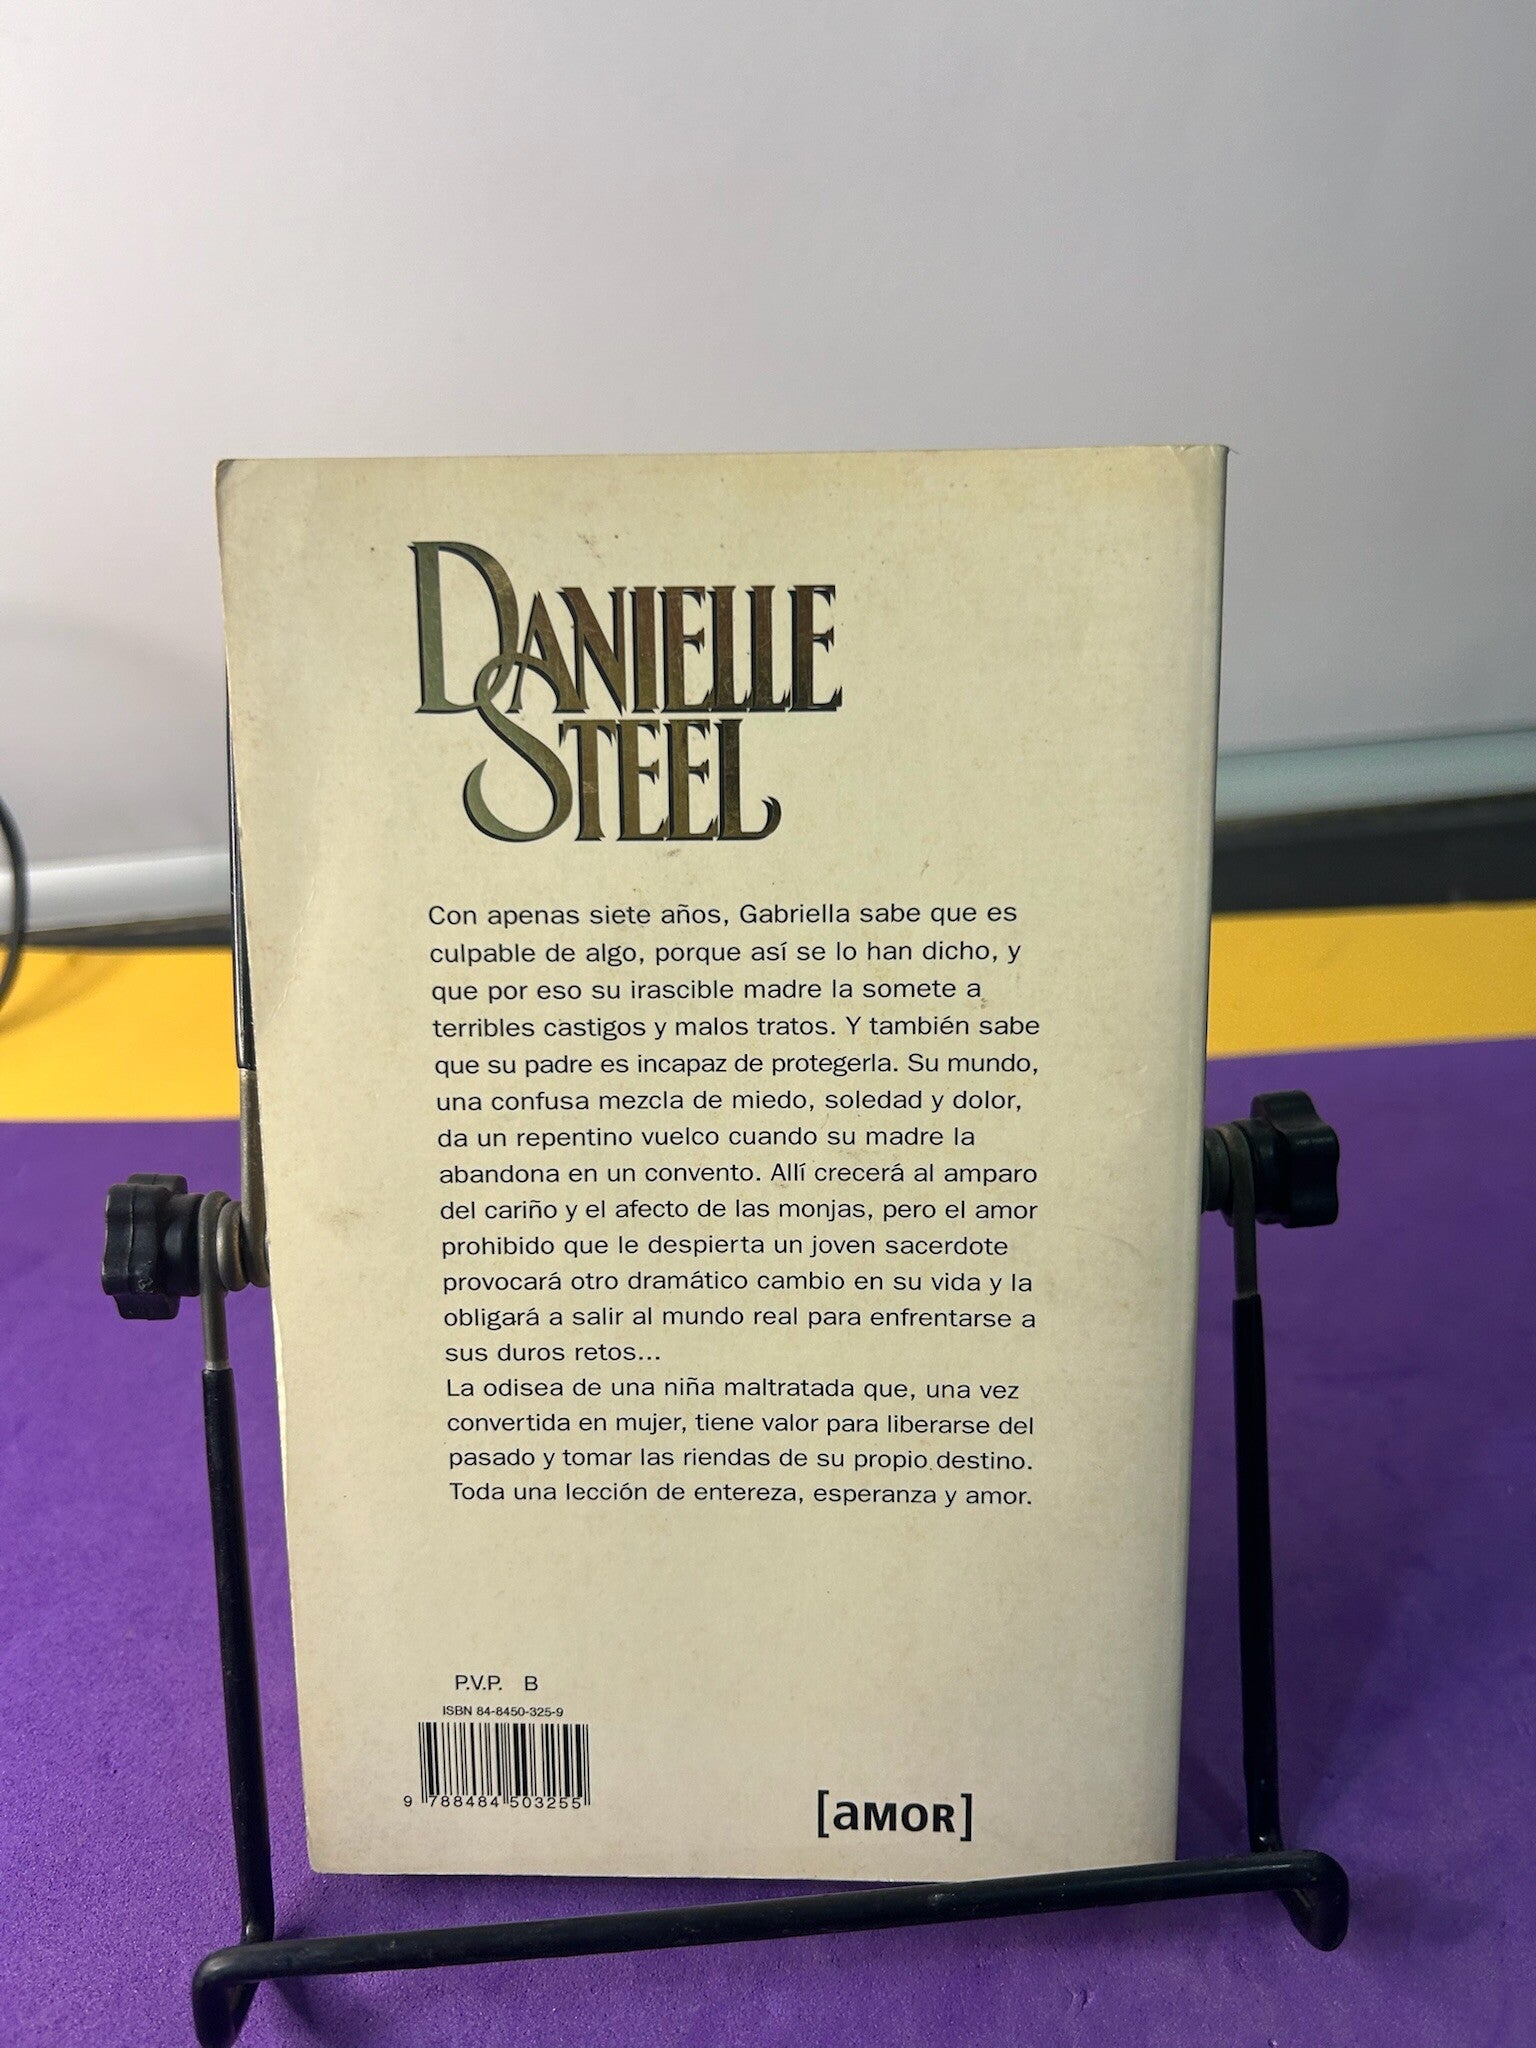 DANIELLE
STEEL
Con apenas siete años, Gabriella sabe que es
culpable de algo, porque así se lo han dicho, y
que por eso su irascible madre la somete a
terribles castigos y malos tratos. Y también sabe
que su padre es incapaz de protegerla. Su mundo,
una confusa mezcla de miedo, soledad y dolor,
da un repentino vuelco cuando su madre la
abandona en un convento. Allí crecerá al amparo
del cariño y el afecto de las monjas, pero el amor
prohibido que le despierta un joven sacerdote
provocará otro dramático cambio en su vida y la
obligará a salir al mundo real para enfrentarse a
sus duros retos...
La odisea de una niña maltratada que, una vez
convertida en mujer, tiene valor para liberarse del
pasado y tomar las riendas de su propio destino.
Toda una lección de entereza, esperanza y amor.
P.V.P. B
ISBN 84-8450-325-9
9 788484 503255
[aMOR]